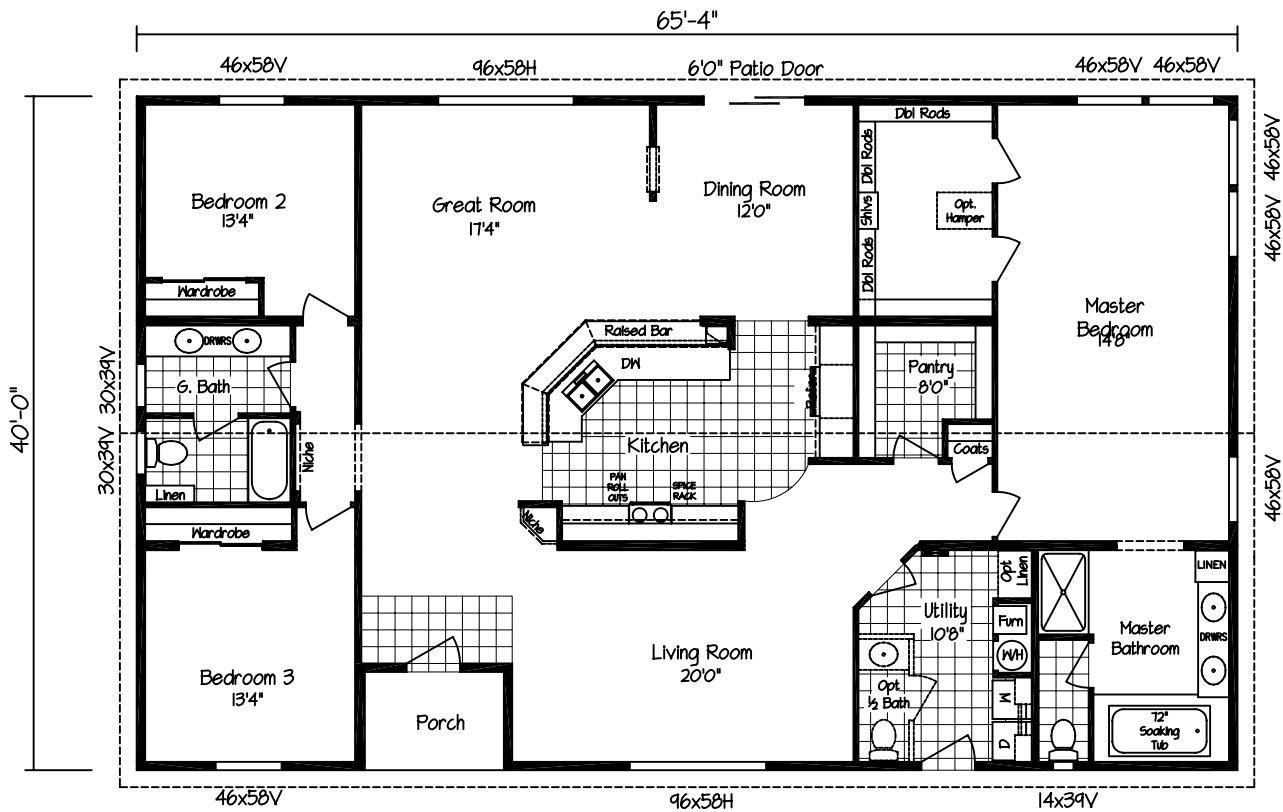 65'-4"
46x58V
96x58H
6'0" Patio Door
46x58V
46x58V
Dbl Rods
46x58V
Dbl Rods
Bedroom 2
13'4"
Great Room
17'4"
Dining Room
12'0"
Shlvs
Opt.
Hamper
46x58V
Dbl Rods
Wardrobe
Master
Bedroom
14'8"
Raised Bar
DRWRS
DW
30x39V
G. Bath
Pantry
8'0"
40'-0"
Kitchen
Coats
30x39V
Niche
PAN
ROLL
OUTS
SPICE
RACK
46x58V
Linen
Niche
Wardrobe
Opt
Linen
LINEN
Utility
10'8"
Furn
W/H
Master
Bathroom
DRWRS
Living Room
20'0"
Bedroom 3
13'4"
Opt
½ Bath
W
D
Porch
72"
Soaking
Tub
46x58V
96x58H
14x39V